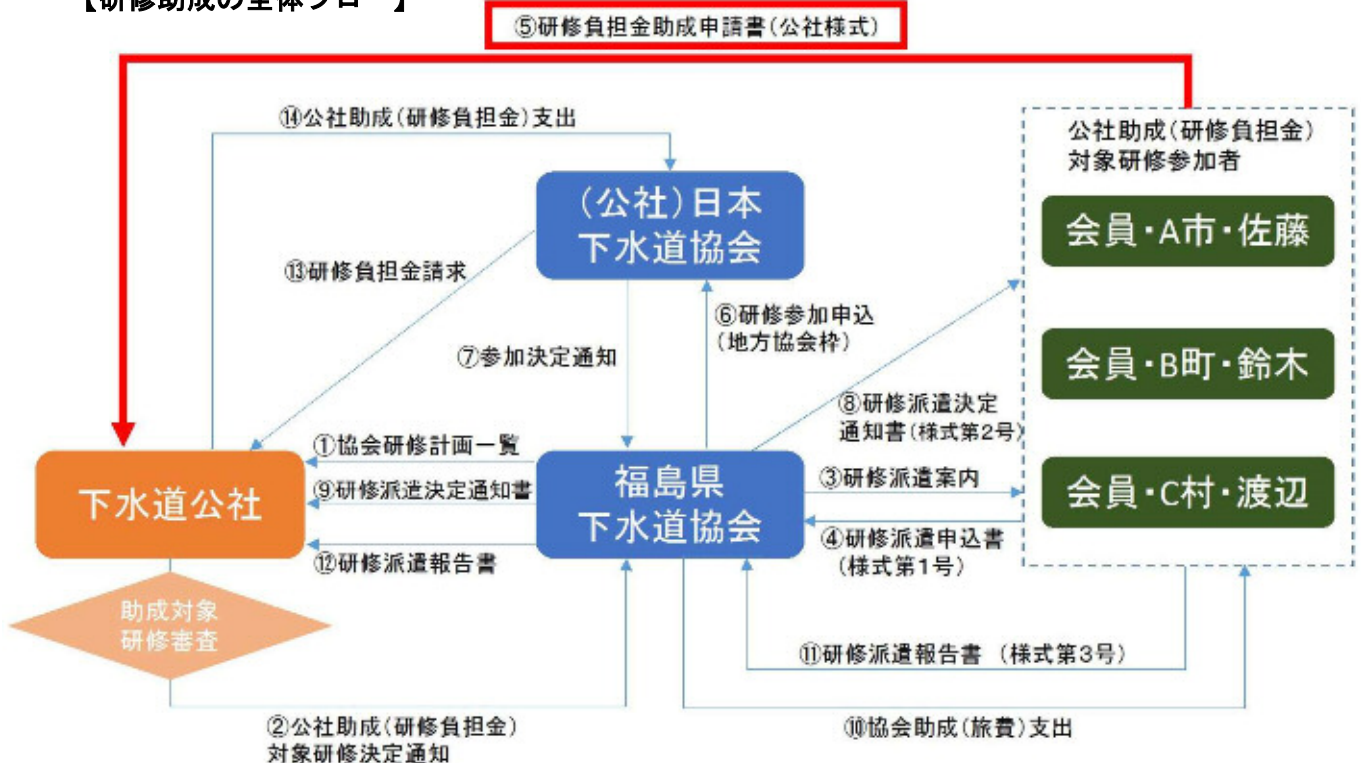 【研修助成の全体フロー】
⑤研修負担金助成申請書(公社様式)
⑭公社助成(研修負担金)支出
公社助成(研修負担金)
対象研修参加者
(公社)日本
下水道協会
会員・A市・佐藤
⑬研修負担金請求
⑥研修参加申込
(地方協会枠)
⑦参加決定通知
会員・B町・鈴木
⑧研修派遣決定
通知書(様式第2号)
①協会研修計画一覧
下水道公社
⑨研修派遣決定通知書
福島県
下水道協会
③研修派遣案内
会員・C村・渡辺
④研修派遣申込書
(様式第1号)
⑫研修派遣報告書
助成対象
研修審査
⑪研修派遣報告書 (様式第3号)
②公社助成(研修負担金)
対象研修決定通知
⑩協会助成(旅費)支出